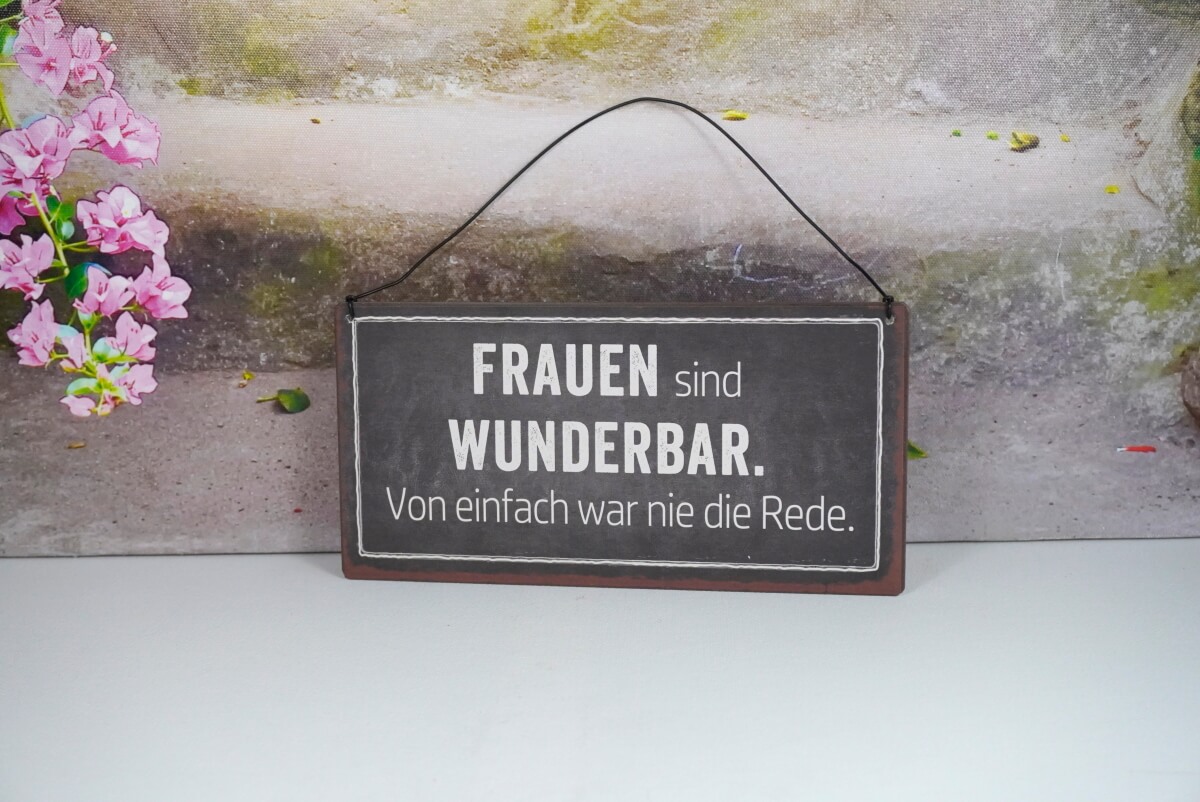 FRAUEN sind
WUNDERBAR.
Von einfach war nie die Rede.